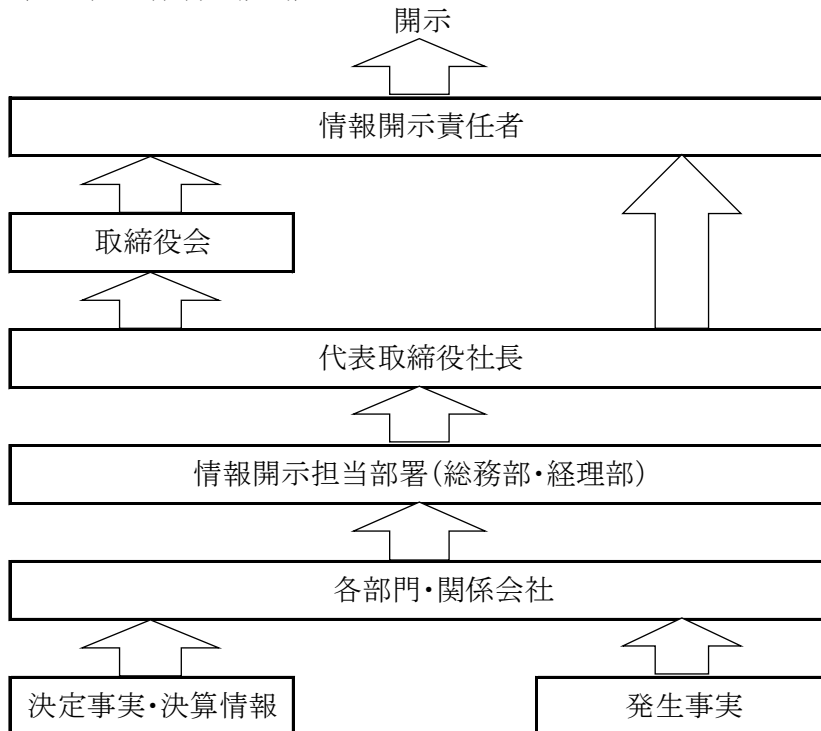 開示
情報開示責任者
取締役会
代表取締役社長
情報開示担当部署(総務部・経理部)
各部門・関係会社
決定事実・決算情報
発生事実